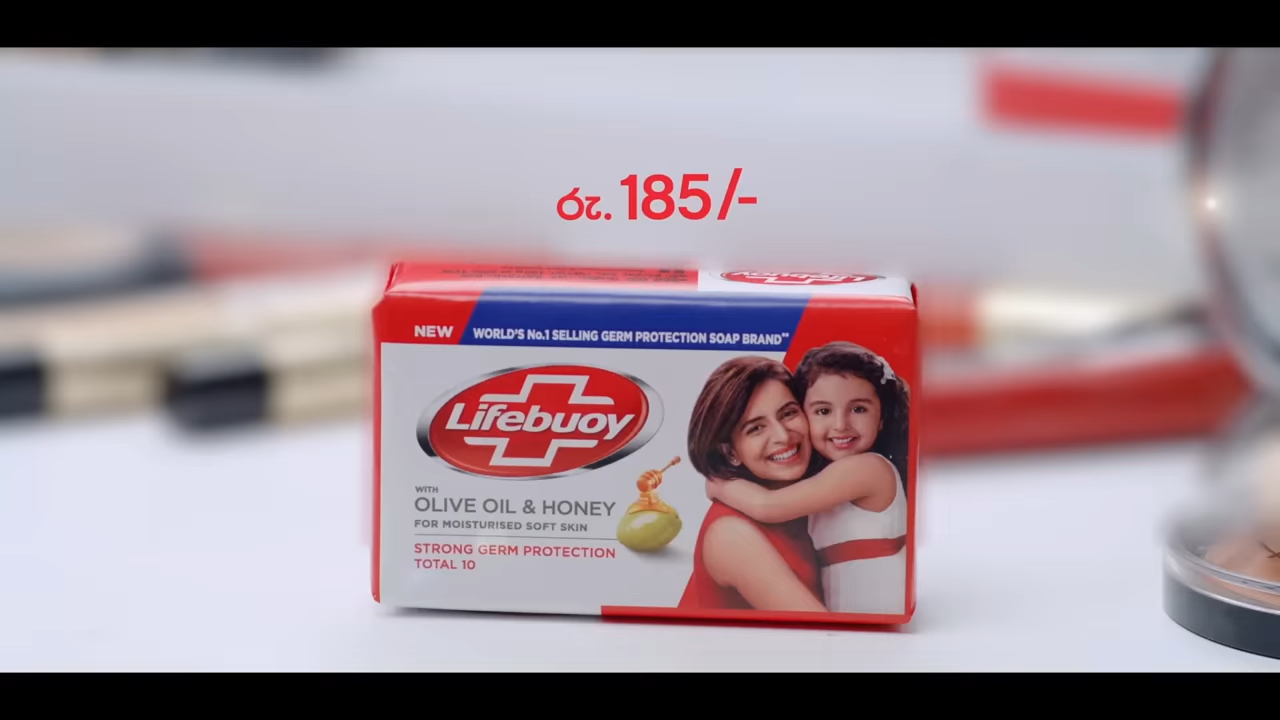 රු. 185/-
Lifebuoy
NEW WORLD'S No.1 SELLING GERM PROTECTION SOAP BRAND**
Lifebuoy
WITH
OLIVE OIL & HONEY
FOR MOISTURISED SOFT SKIN
STRONG GERM PROTECTION
TOTAL 10